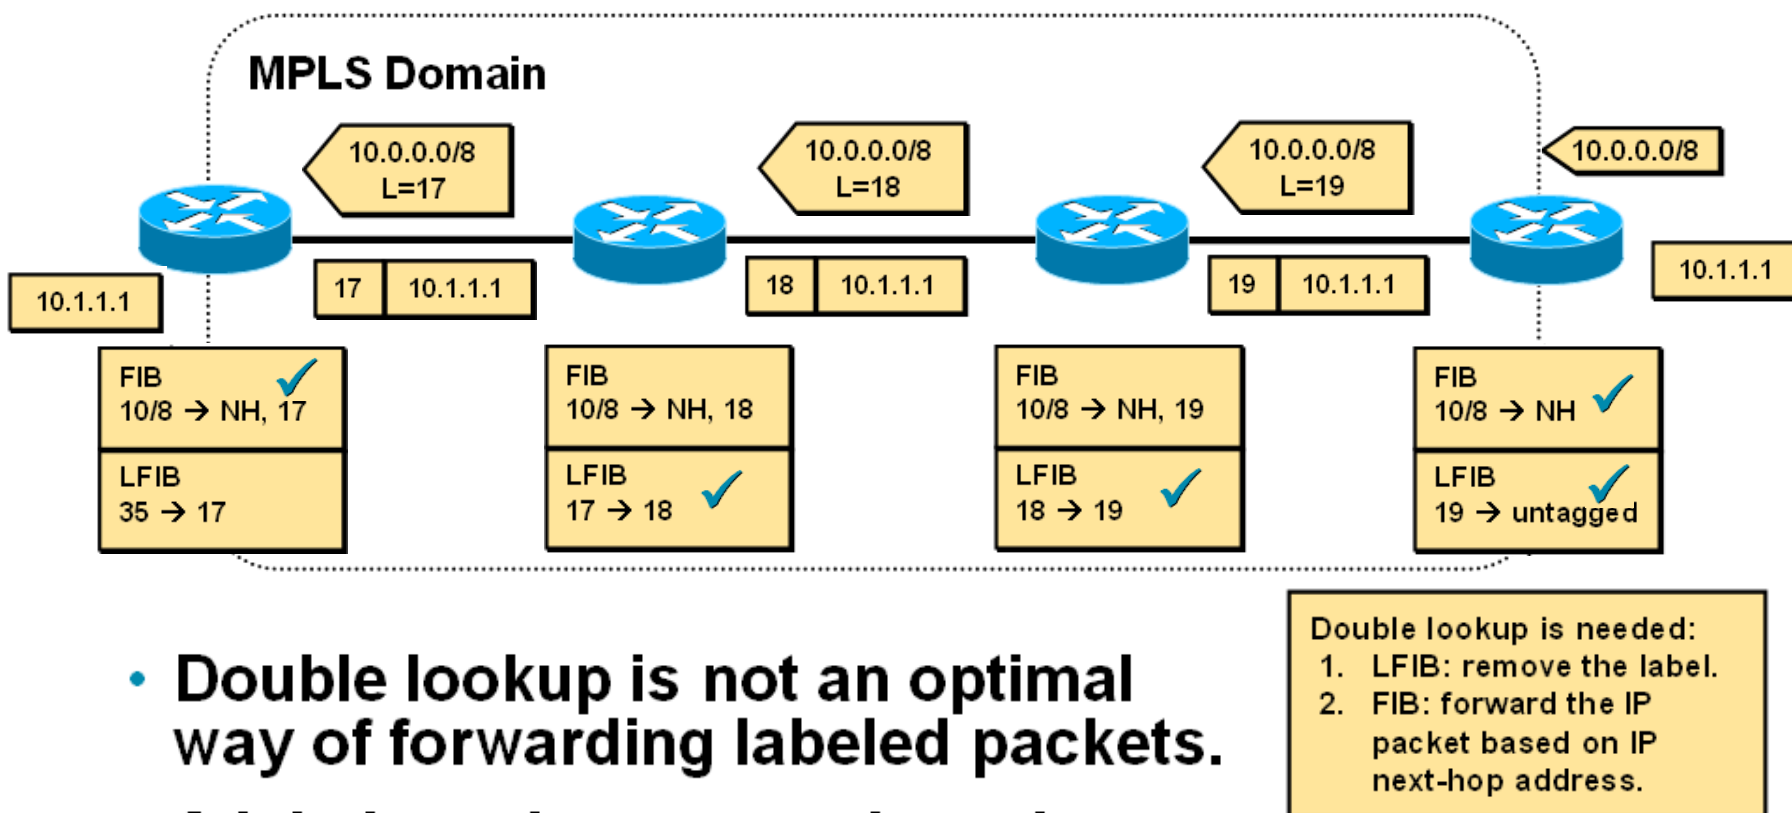 MPLS Domain
10.0.0.0/8
L=17
10.0.0.0/8
L=18
10.0.0.0/8
L=19
10.0.0.0/8
10.1.1.1
17 10.1.1.1
18 10.1.1.1
19 10.1.1.1
10.1.1.1
FIB
10/8 → NH, 17
LFIB
35 → 17
FIB
10/8 → NH, 18
LFIB
17 → 18
FIB
10/8 → NH, 19
LFIB
18 → 19
FIB
10/8 → NH
LFIB
19 → untagged
• Double lookup is not an optimal
way of forwarding labeled packets.
Double lookup is needed:
1. LFIB: remove the label.
2. FIB: forward the IP
packet based on IP
next-hop address.